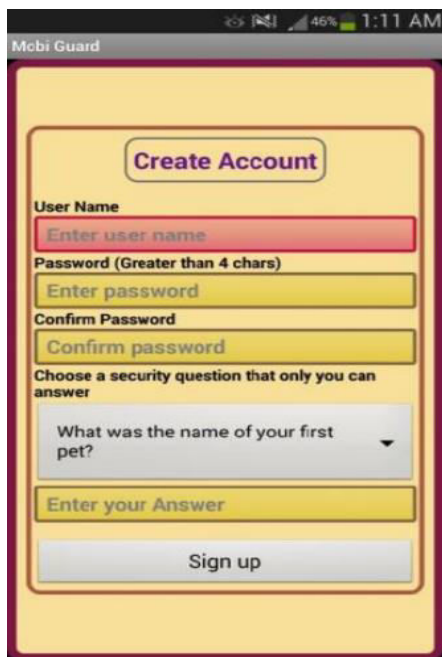 46% 1:11 AM
Mobi Guard
Create Account
User Name
Enter user name
Password (Greater than 4 chars)
Enter password
Confirm Password
Confirm password
Choose a security question that only you can
answer
What was the name of your first
pet?
Enter your Answer
Sign up